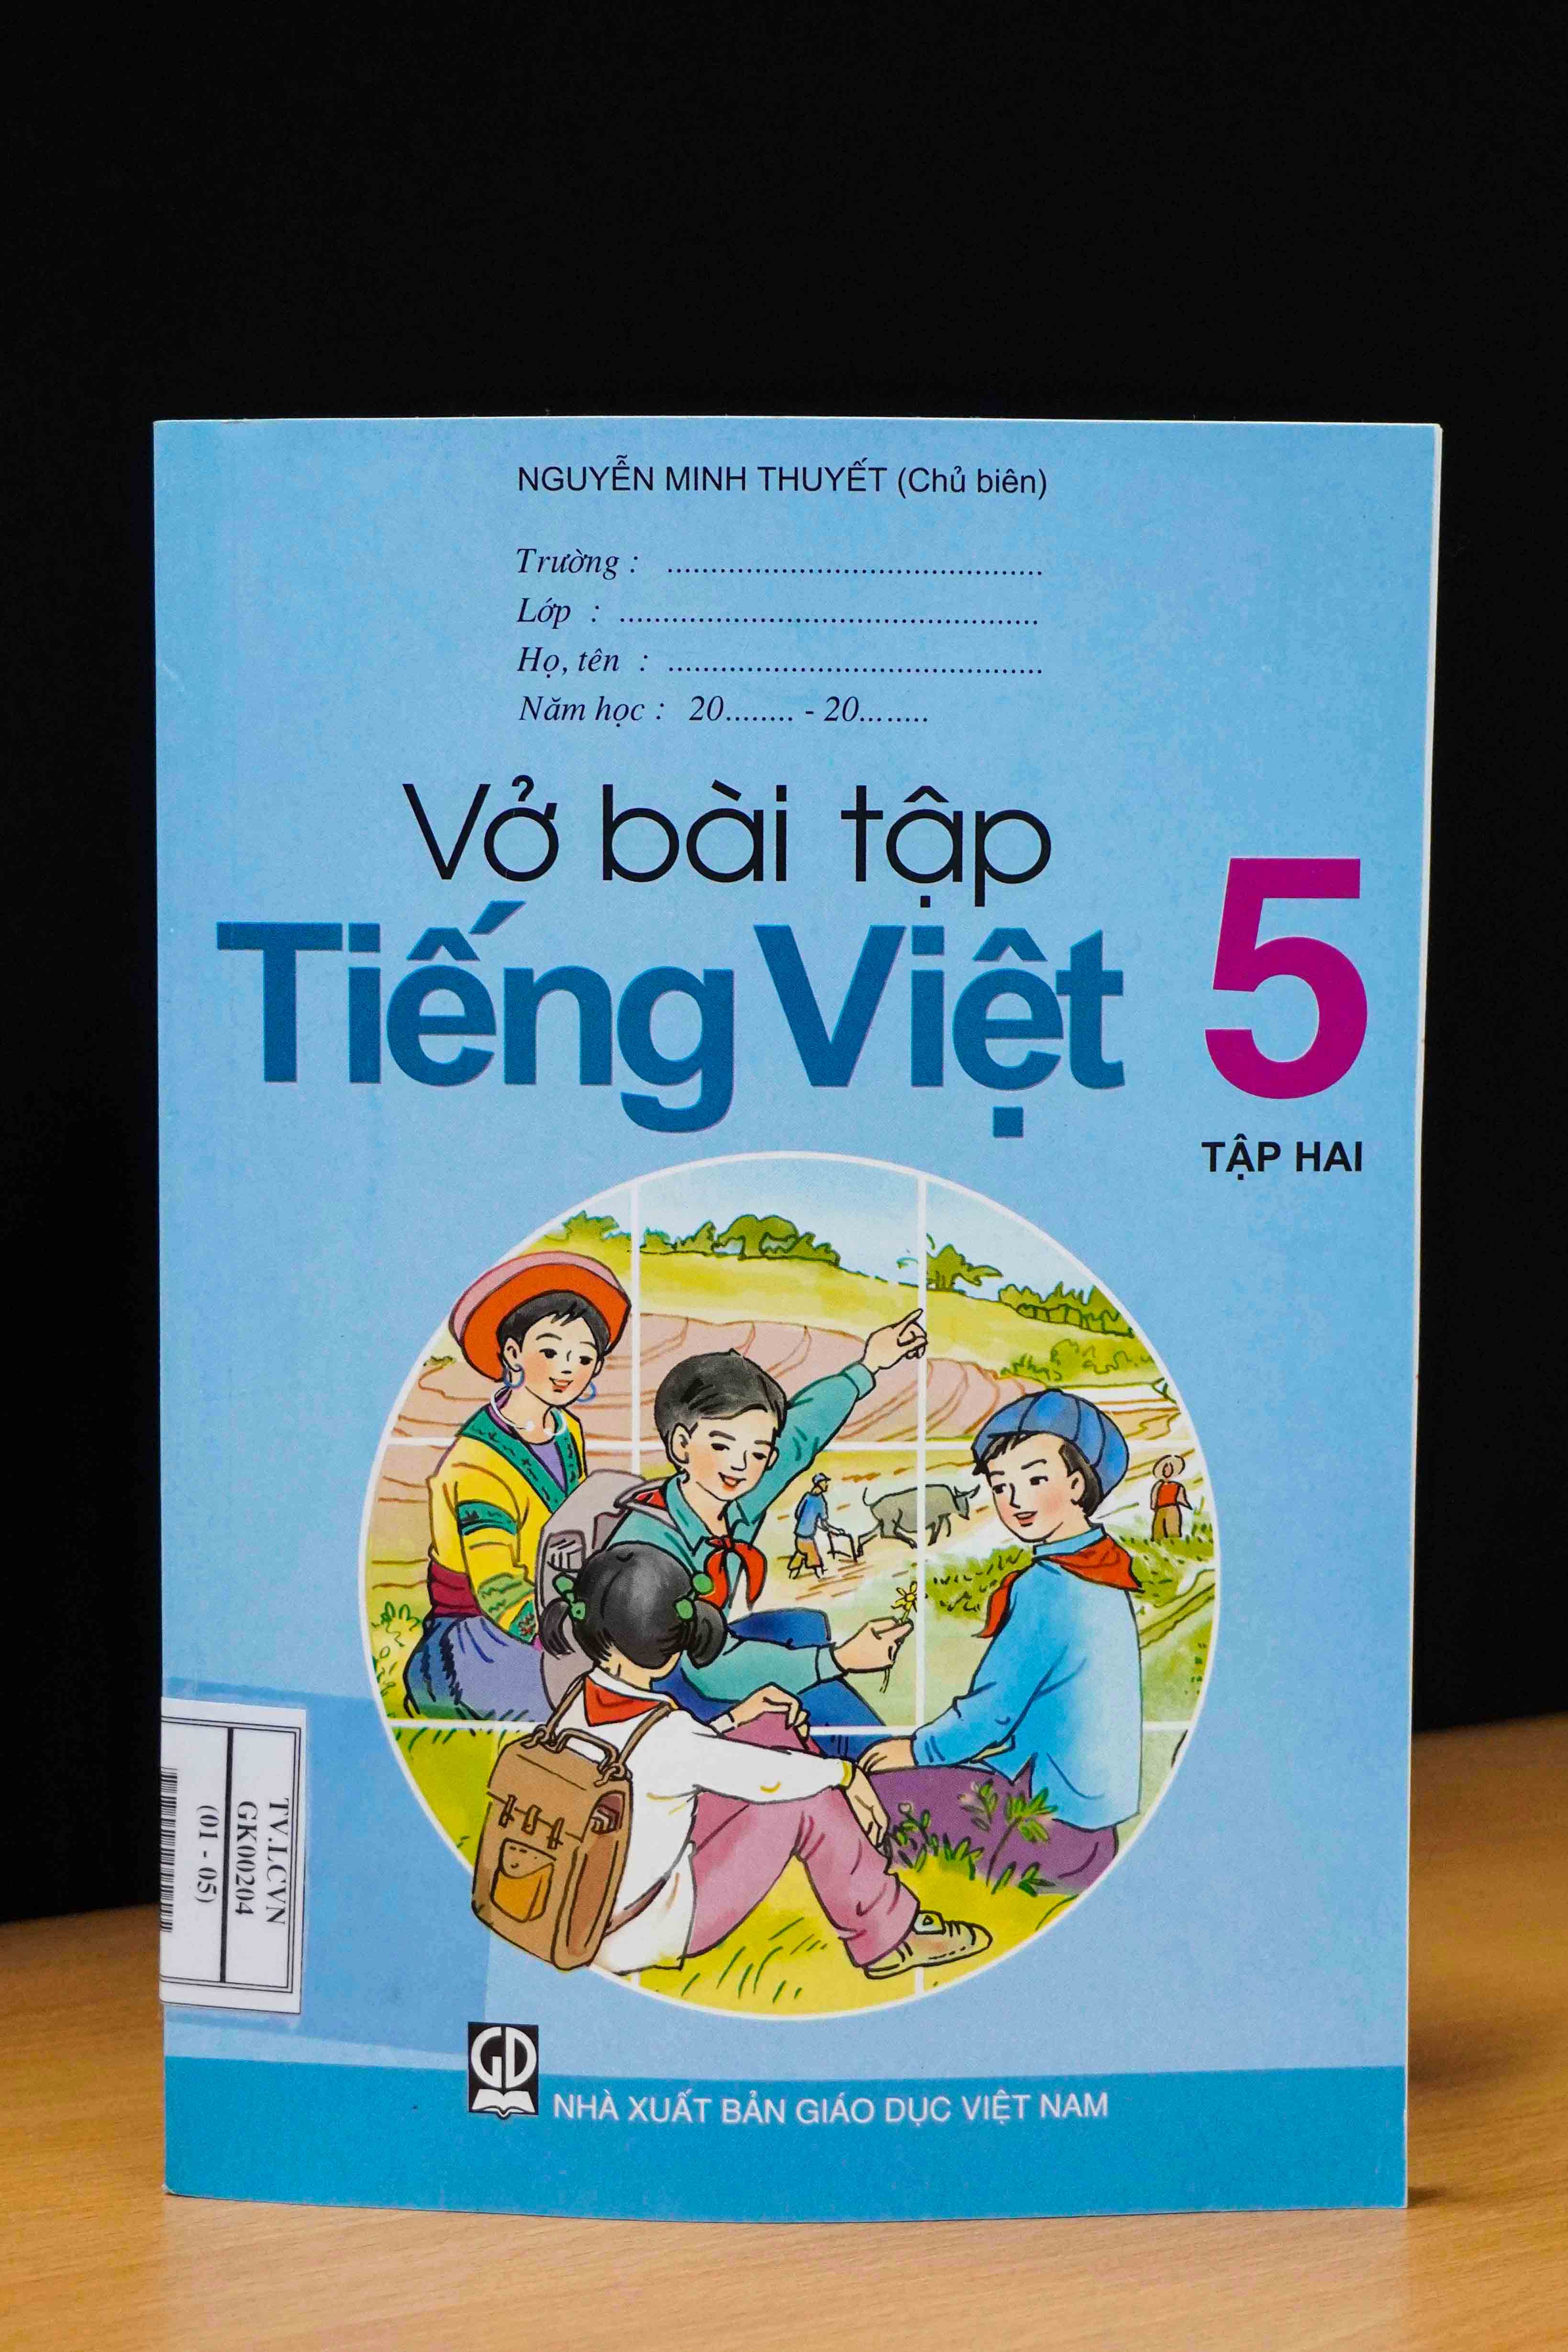 NGUYỄN MINH THUYẾT (Chủ biên)
Trường : ............................................
Lớp : .................................................
Họ, tên : ............................................
Năm học : 20........ - 20........
Vở bài tập
Tiếng Việt 5
TẬP HAI
TV.LCVN
GK00204
(01 - 05)
GD
NHÀ XUẤT BẢN GIÁO DỤC VIỆT NAM